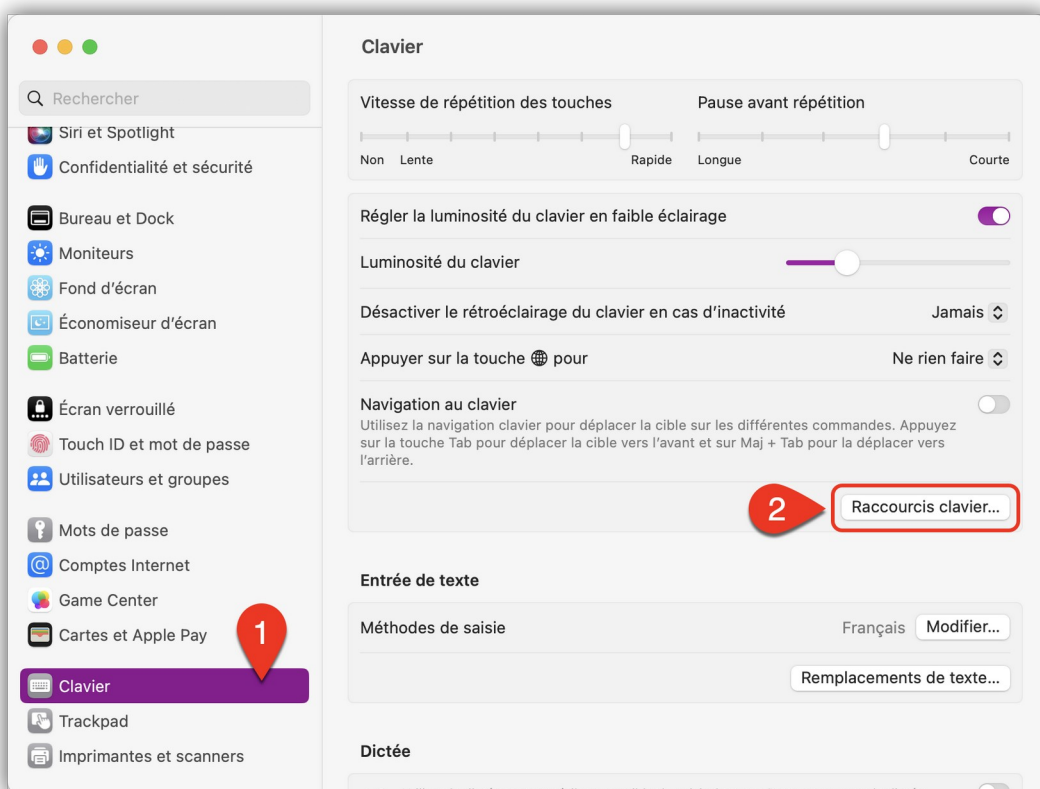 Clavier
Rechercher
Siri et Spotlight
Confidentialité et sécurité
Bureau et Dock
Moniteurs
Fond d'écran
Économiseur d'écran
Batterie
Écran verrouillé
Touch ID et mot de passe
Utilisateurs et groupes
Mots de passe
Comptes Internet
Game Center
Cartes et Apple Pay
1
Clavier
Trackpad
Imprimantes et scanners
Vitesse de répétition des touches
Pause avant répétition
Non Lente Rapide
Longue Courte
Régler la luminosité du clavier en faible éclairage
Luminosité du clavier
Désactiver le rétroéclairage du clavier en cas d'inactivité Jamais
Appuyer sur la touche pour Ne rien faire
Navigation au clavier
Utilisez la navigation clavier pour déplacer la cible sur les différentes commandes. Appuyez
sur la touche Tab pour déplacer la cible vers l'avant et sur Maj + Tab pour la déplacer vers
l'arrière.
2 Raccourcis clavier...
Entrée de texte
Méthodes de saisie Français Modifier...
Remplacements de texte...
Dictée